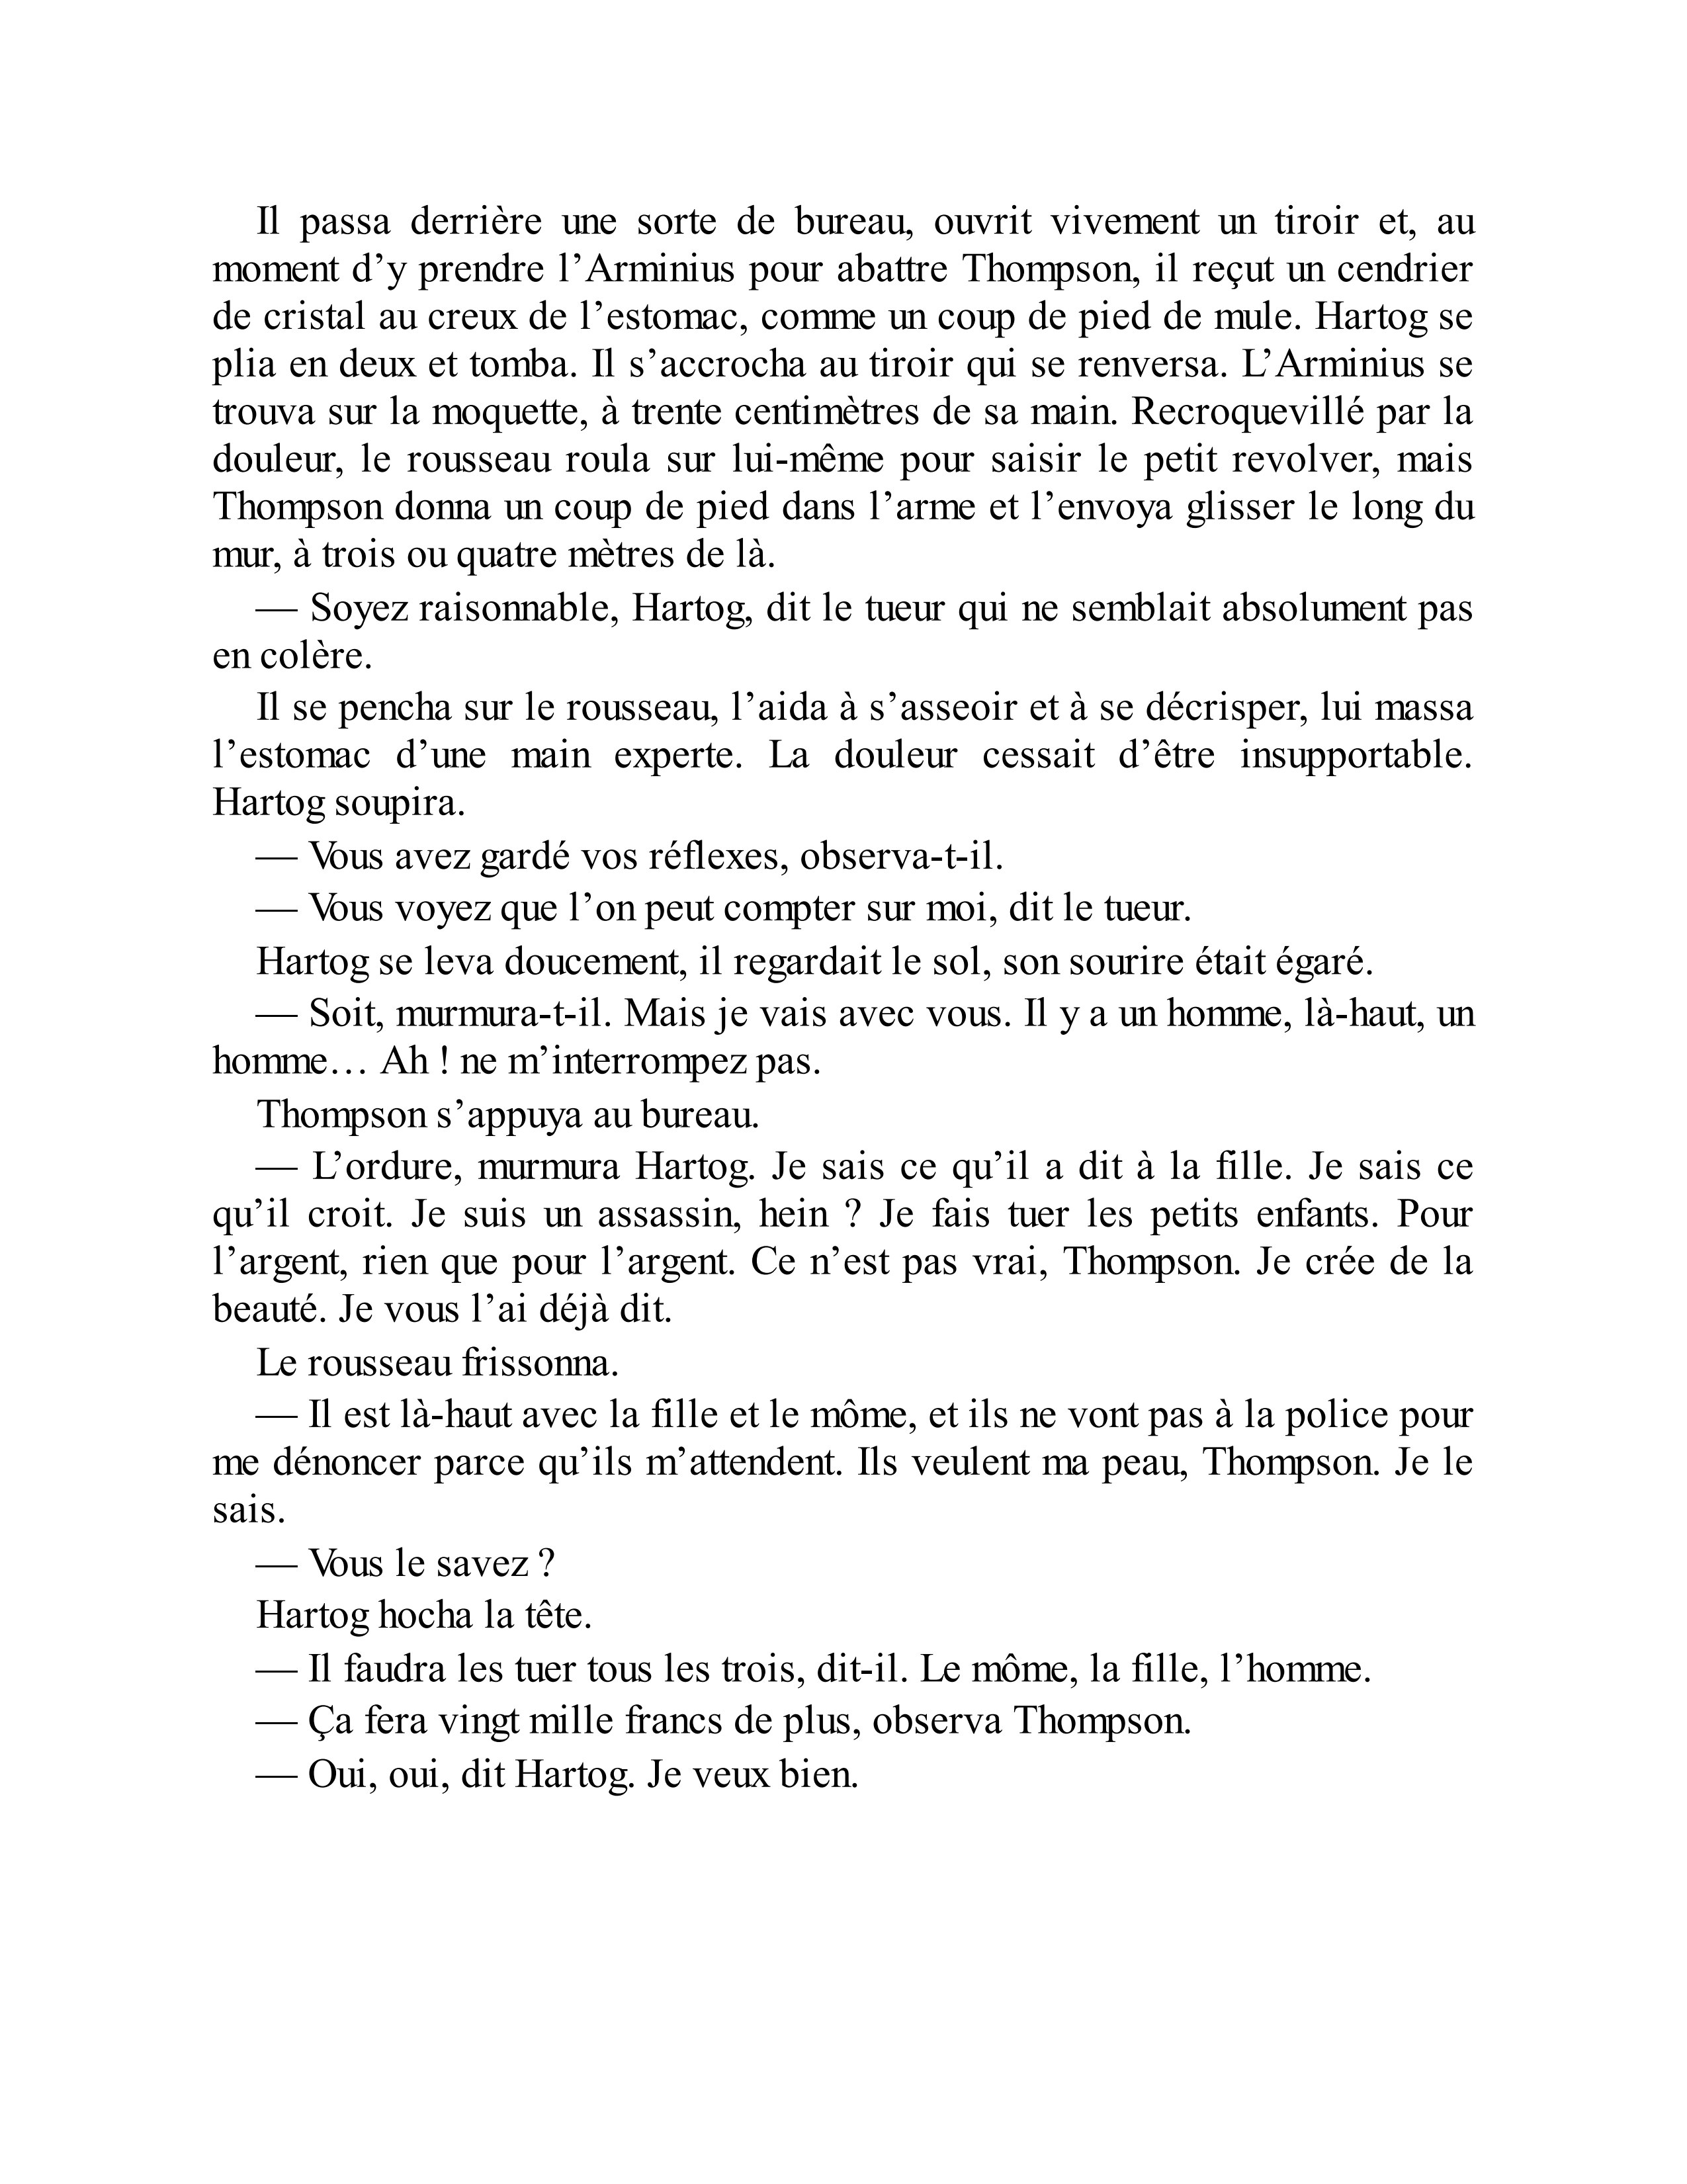 Il passa derrière une sorte de bureau, ouvrit vivement un tiroir et, au
moment d’y prendre l’Arminius pour abattre Thompson, il reçut un cendrier
de cristal au creux de l’estomac, comme un coup de pied de mule. Hartog se
plia en deux et tomba. Il s’accrocha au tiroir qui se renversa. L’Arminius se
trouva sur la moquette, à trente centimètres de sa main. Recroquevillé par la
douleur, le rousseau roula sur lui-même pour saisir le petit revolver, mais
Thompson donna un coup de pied dans l’arme et l’envoya glisser le long du
mur, à trois ou quatre mètres de là.
— Soyez raisonnable, Hartog, dit le tueur qui ne semblait absolument pas
en colère.
Il se pencha sur le rousseau, l’aida à s’asseoir et à se décrisper, lui massa
l’estomac d’une main experte. La douleur cessait d’être insupportable.
Hartog soupira.
— Vous avez gardé vos réflexes, observa-t-il.
— Vous voyez que l’on peut compter sur moi, dit le tueur.
Hartog se leva doucement, il regardait le sol, son sourire était égaré.
— Soit, murmura-t-il. Mais je vais avec vous. Il y a un homme, là-haut, un
homme… Ah ! ne m’interrompez pas.
Thompson s’appuya au bureau.
— L’ordure, murmura Hartog. Je sais ce qu’il a dit à la fille. Je sais ce
qu’il croit. Je suis un assassin, hein ? Je fais tuer les petits enfants. Pour
l’argent, rien que pour l’argent. Ce n’est pas vrai, Thompson. Je crée de la
beauté. Je vous l’ai déjà dit.
Le rousseau frissonna.
— Il est là-haut avec la fille et le môme, et ils ne vont pas à la police pour
me dénoncer parce qu’ils m’attendent. Ils veulent ma peau, Thompson. Je le
sais.
— Vous le savez ?
Hartog hocha la tête.
— Il faudra les tuer tous les trois, dit-il. Le môme, la fille, l’homme.
— Ça fera vingt mille francs de plus, observa Thompson.
— Oui, oui, dit Hartog. Je veux bien.